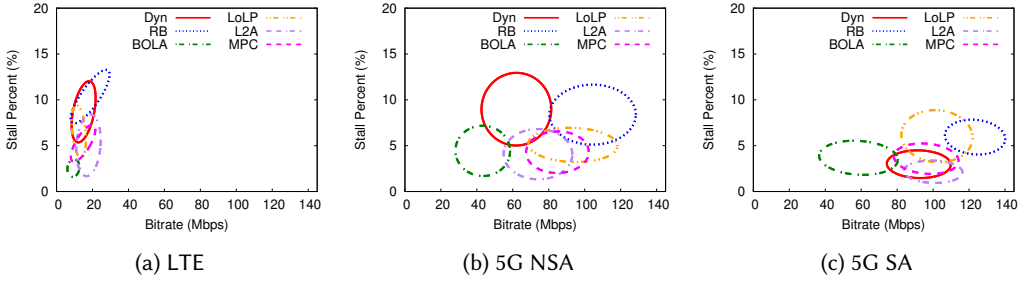 Stall Percent (%)
20
15
10
5
0
Dyn
RB
BOLA
LoLP
L2A
MPC
0 20 40 60 80 100 120 140
Bitrate (Mbps)
(a) LTE
Stall Percent (%)
20
15
10
5
0
Dyn
RB
BOLA
LoLP
L2A
MPC
0 20 40 60 80 100 120 140
Bitrate (Mbps)
(b) 5G NSA
Stall Percent (%)
20
15
10
5
0
Dyn
RB
BOLA
LoLP
L2A
MPC
0 20 40 60 80 100 120 140
Bitrate (Mbps)
(c) 5G SA